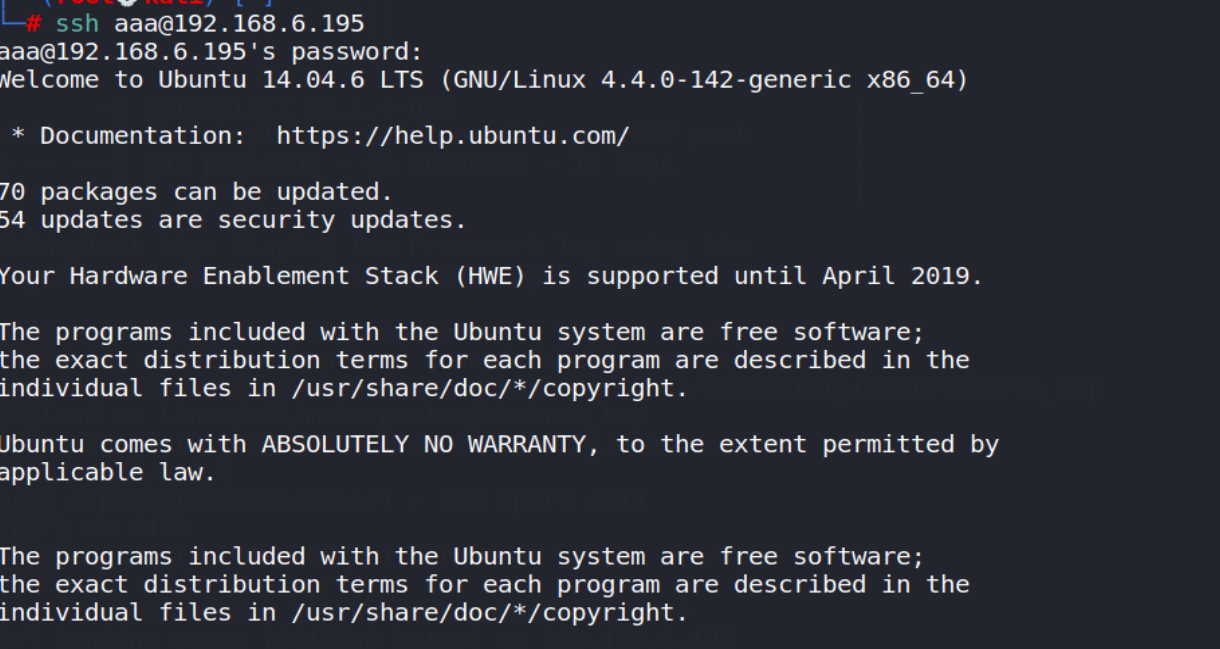 (root💀kali)-[~]
└─# ssh aaa@192.168.6.195
aaa@192.168.6.195's password:
Welcome to Ubuntu 14.04.6 LTS (GNU/Linux 4.4.0-142-generic x86_64)
* Documentation:  https://help.ubuntu.com/
70 packages can be updated.
54 updates are security updates.
Your Hardware Enablement Stack (HWE) is supported until April 2019.
The programs included with the Ubuntu system are free software;
the exact distribution terms for each program are described in the
individual files in /usr/share/doc/*/copyright.
Ubuntu comes with ABSOLUTELY NO WARRANTY, to the extent permitted by
applicable law.
The programs included with the Ubuntu system are free software;
the exact distribution terms for each program are described in the
individual files in /usr/share/doc/*/copyright.